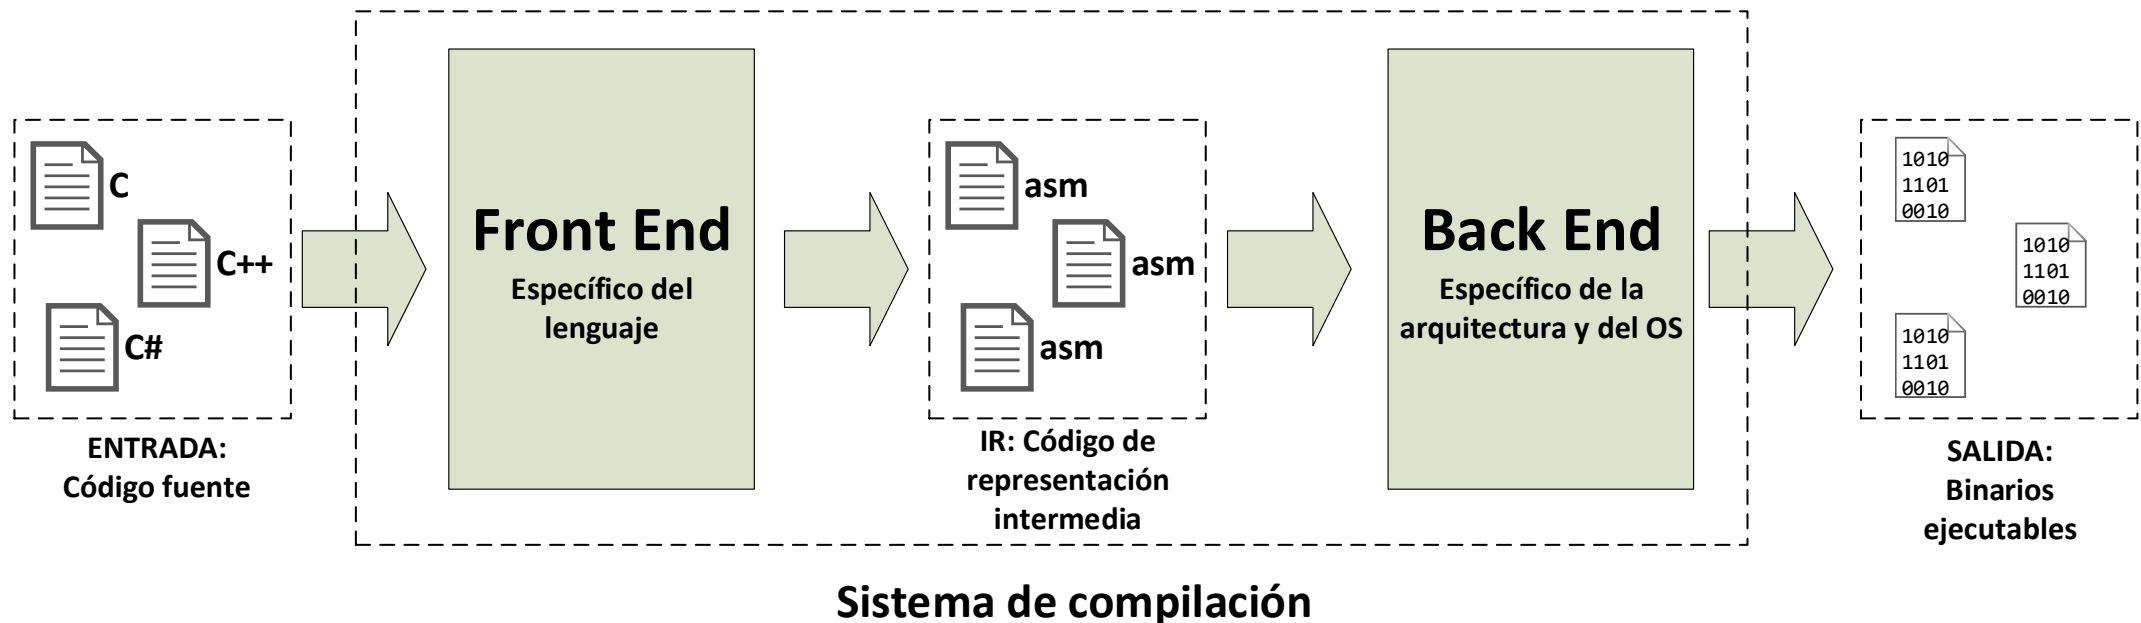 C
C++
C#
ENTRADA:
Código fuente
Front End
Específico del
lenguaje
asm
asm
asm
IR: Código de
representación
intermedia
Back End
Específico de la
arquitectura y del OS
1010
1101
0010
1010
1101
0010
1010
1101
0010
SALIDA:
Binarios
ejecutables
Sistema de compilación